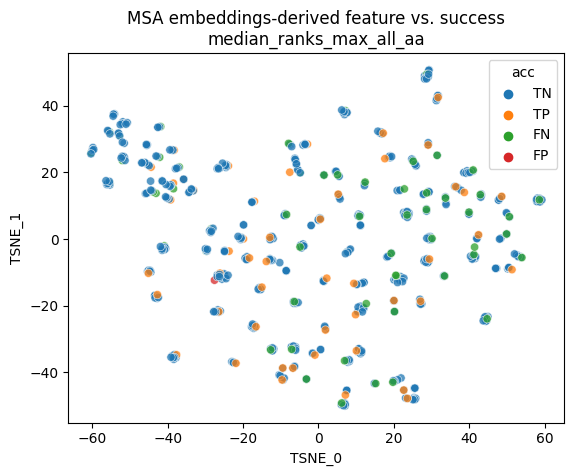 MSA embeddings-derived feature vs. success
median_ranks_max_all_aa
acc
TN
TP
FN
FP
40
20
0
−20
−40
TSNE_1
−60
−40
−20
0
20
40
60
TSNE_0